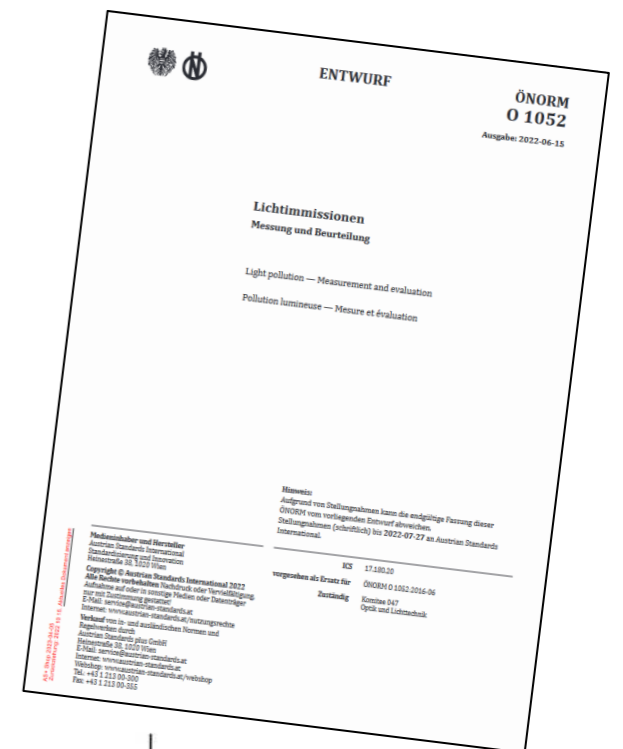 ENTWURF
ÖNORM
O 1052
Ausgabe: 2022-06-15
Lichtimmissionen
Messung und Beurteilung
Light pollution — Measurement and evaluation
Pollution lumineuse — Mesure et évaluation
Hinweis:
Aufgrund von Stellungnahmen kann die endgültige Fassung dieser
ÖNORM vom vorliegenden Entwurf abweichen.
Stellungnahmen (schriftlich) bis 2022-07-27 an Austrian Standards
International.
Medieninhaber und Hersteller
Austrian Standards International
Standardisierung und Innovation
Heinestraße 38, 1020 Wien
Copyright © Austrian Standards International 2022
Alle Rechte vorbehalten Nachdruck oder Vervielfältigung,
Aufnahme auf oder in sonstige Medien oder Datenträger
nur mit Zustimmung gestattet!
E-Mail: service@austrian-standards.at
Internet: www.austrian-standards.at/nutzungsrechte
Verkauf von in- und ausländischen Normen und
Regelwerken durch
Austrian Standards plus GmbH
Heinestraße 38, 1020 Wien
E-Mail: service@austrian-standards.at
Internet: www.austrian-standards.at
Webshop: www.austrian-standards.at/webshop
Tel.: +43 1 213 00-300
Fax: +43 1 213 00-355
ICS 17.180.20
vorgesehen als Ersatz für ÖNORM O 1052:2016-06
Zuständig Komitee 047
Optik und Lichttechnik
Aktuelles Dokument anzeigen